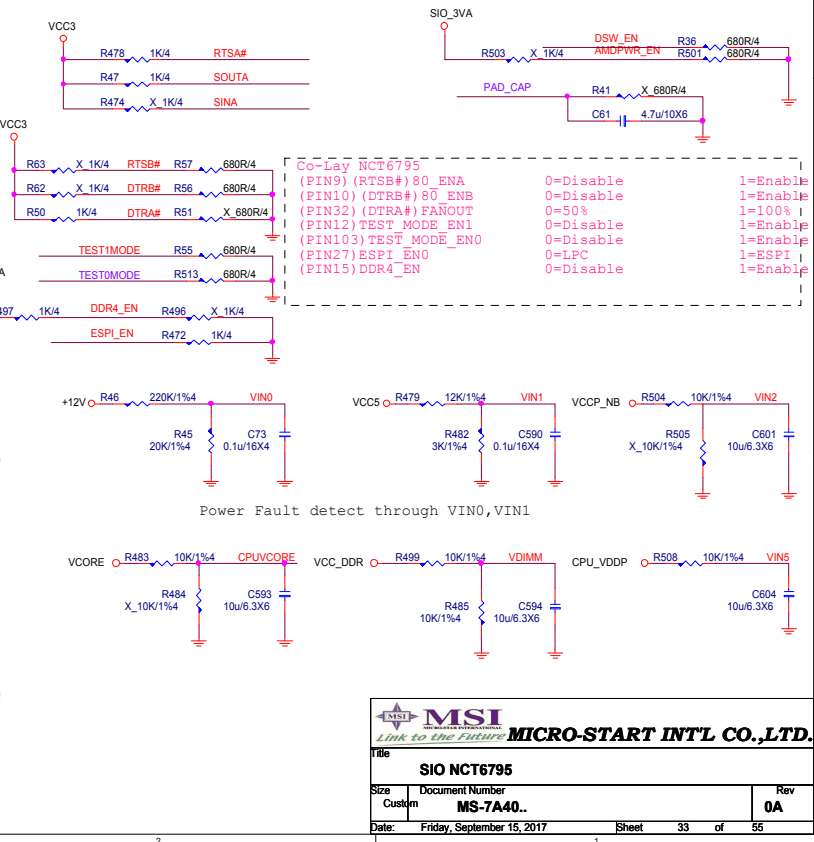 VCC3
R478 1K/4 RTSA#
R47 1K/4 SOUTA
R474 X_1K/4 SINA
SIO_3VA
DSW_EN R36 680R/4
R503 X_1K/4 AMDPWR_EN R501 680R/4
PAD_CAP R41 X_680R/4
C61 4.7u/10X6
VCC3
R63 X_1K/4 RTSB# R57 680R/4
R62 X_1K/4 DTRB# R56 680R/4
R50 1K/4 DTRA# R51 X_680R/4
TEST1MODE R55 680R/4
TEST0MODE R513 680R/4
A
497 1K/4 DDR4_EN R496 X_1K/4
ESPI_EN R472 1K/4
Co-Lay NCT6795
(PIN9)(RTSB#)80_ENA 0=Disable 1=Enable
(PIN10)(DTRB#)80_ENB 0=Disable 1=Enable
(PIN32)(DTRA#)FANOUT 0=50% 1=100%
(PIN12)TEST_MODE_EN1 0=Disable 1=Enable
(PIN103)TEST_MODE_EN0 0=Disable 1=Enable
(PIN27)ESPI_EN0 0=LPC 1=ESPI
(PIN15)DDR4_EN 0=Disable 1=Enable
+12V R46 220K/1%4 VIN0
R45 20K/1%4
C73 0.1u/16X4
VCC5 R479 12K/1%4 VIN1
R482 3K/1%4
C590 0.1u/16X4
VCCP_NB R504 10K/1%4 VIN2
R505 X_10K/1%4
C601 10u/6.3X6
Power Fault detect through VIN0,VIN1
VCORE R483 10K/1%4 CPUVCORE
R484 X_10K/1%4
C593 10u/6.3X6
VCC_DDR R499 10K/1%4 VDIMM
R485 10K/1%4
C594 10u/6.3X6
CPU_VDDP R508 10K/1%4 VIN5
C604 10u/6.3X6
MSI MSI
MICRO-STAR INTERNATIONAL
Link to the Future MICRO-START INT'L CO.,LTD.
Title
SIO NCT6795
Size Document Number Rev
Custom MS-7A40.. 0A
Date: Friday, September 15, 2017 Sheet 33 of 55
2 1